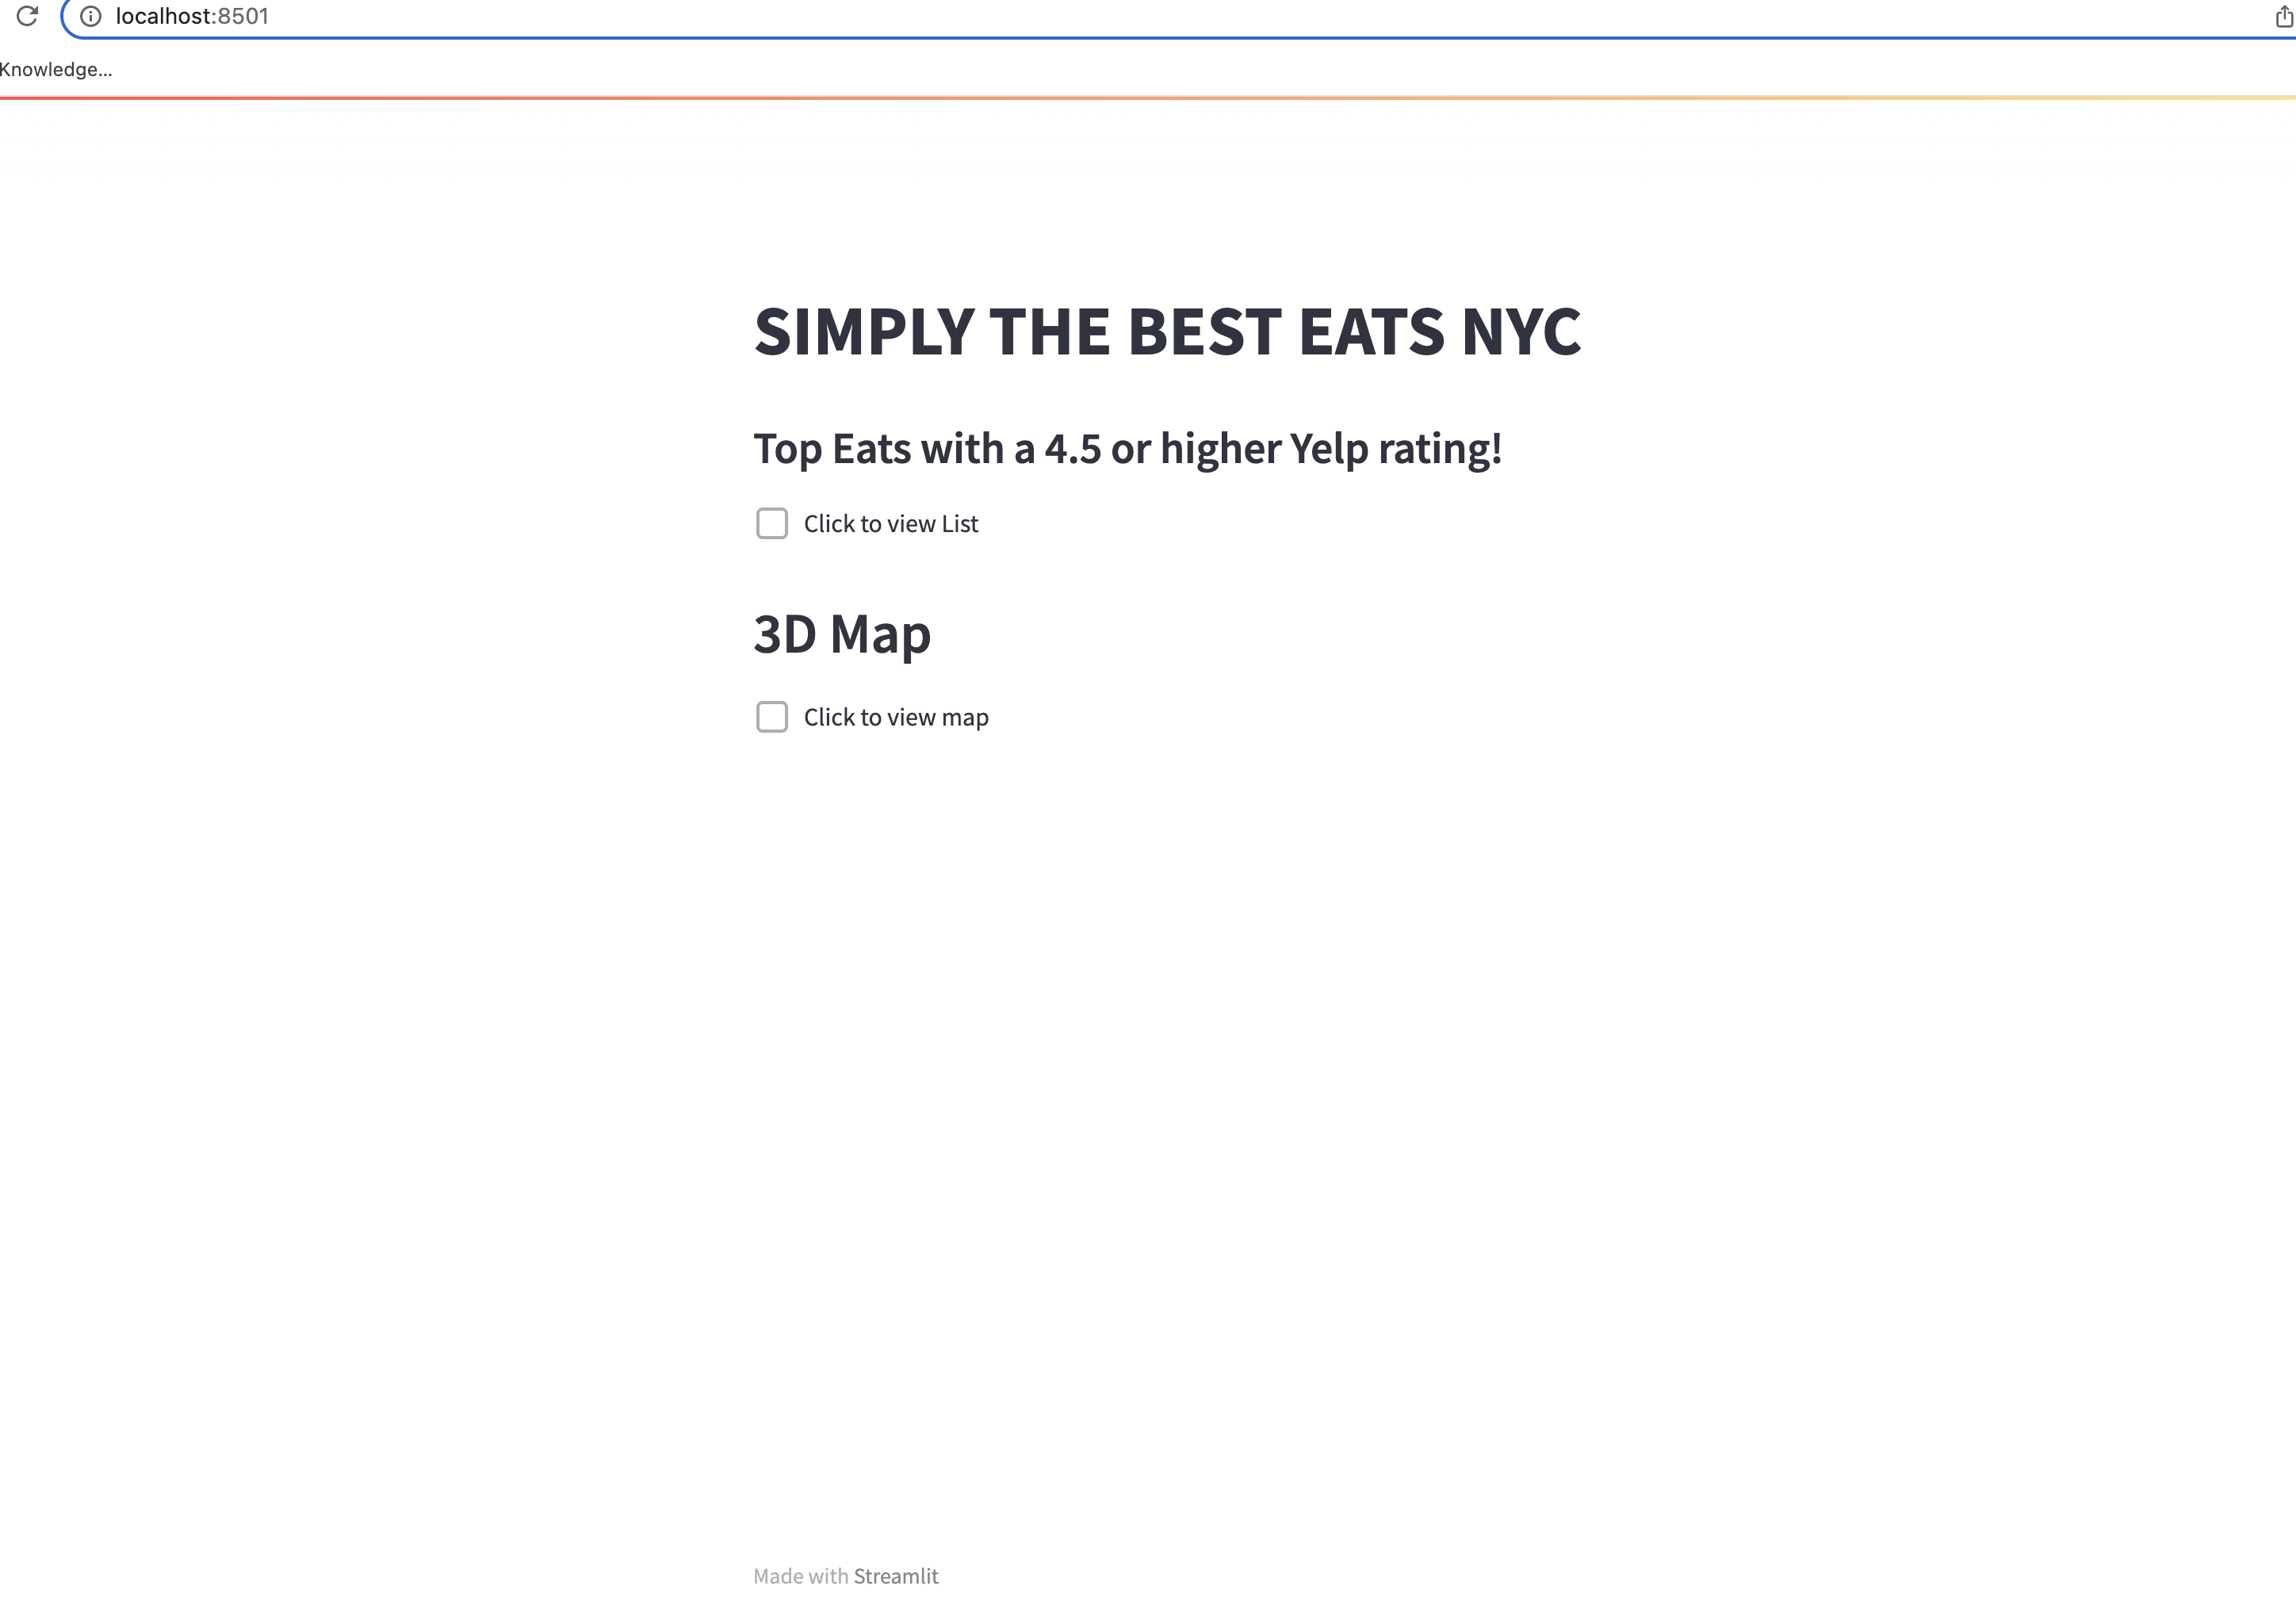 localhost:8501
Knowledge...
SIMPLY THE BEST EATS NYC
Top Eats with a 4.5 or higher Yelp rating!
Click to view List
3D Map
Click to view map
Made with Streamlit